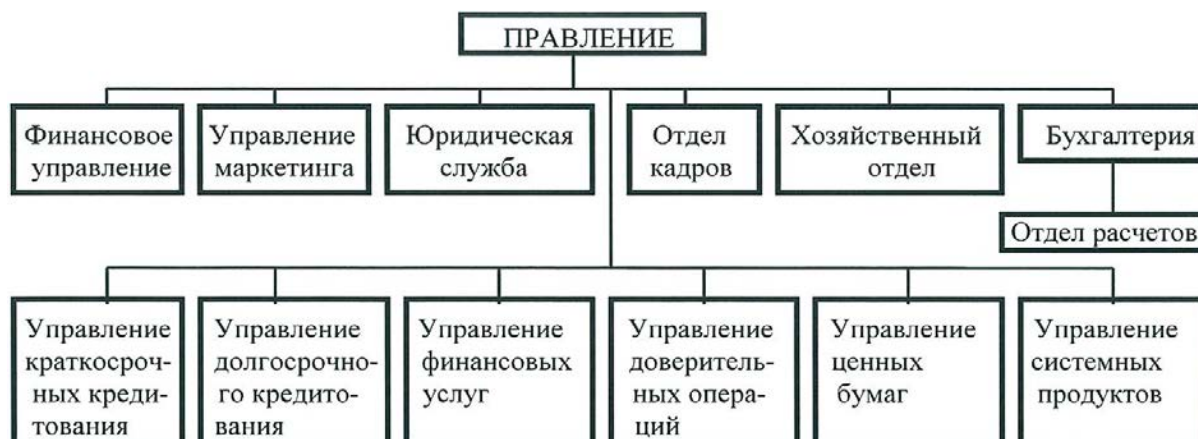 ПРАВЛЕНИЕ
Финансовое
управление
Управление
маркетинга
Юридическая
служба
Отдел
кадров
Хозяйственный
отдел
Бухгалтерия
Отдел расчетов
Управление
краткосроч-
ных креди-
тования
Управление
долгосрочно-
го кредито-
вания
Управление
финансовых
услуг
Управление
доверитель-
ных опера-
ций
Управление
ценных
бумаг
Управление
системных
продуктов